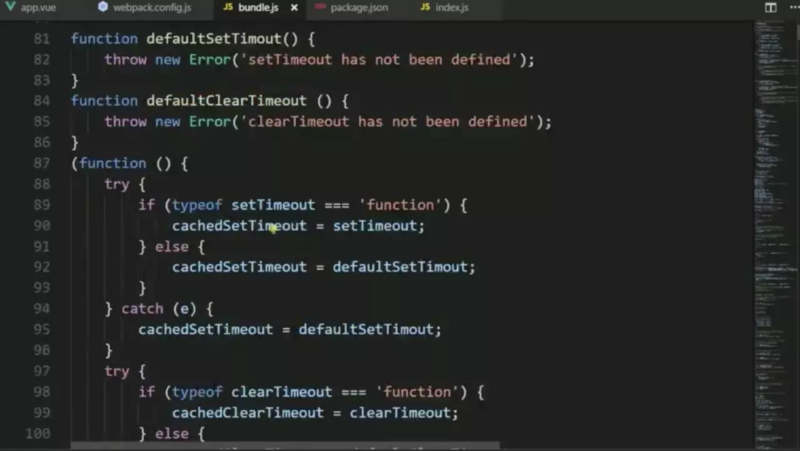 app.vue webpack.config.js JS bundle.js × package.json JS index.js
81 function defaultSetTimout() {
82 throw new Error('setTimeout has not been defined');
83 }
84 function defaultClearTimeout () {
85 throw new Error('clearTimeout has not been defined');
86 }
87 (function () {
88 try {
89 if (typeof setTimeout === 'function') {
90 cachedSetTimeout = setTimeout;
91 } else {
92 cachedSetTimeout = defaultSetTimout;
93 }
94 } catch (e) {
95 cachedSetTimeout = defaultSetTimout;
96 }
97 try {
98 if (typeof clearTimeout === 'function') {
99 cachedClearTimeout = clearTimeout;
100 } else {